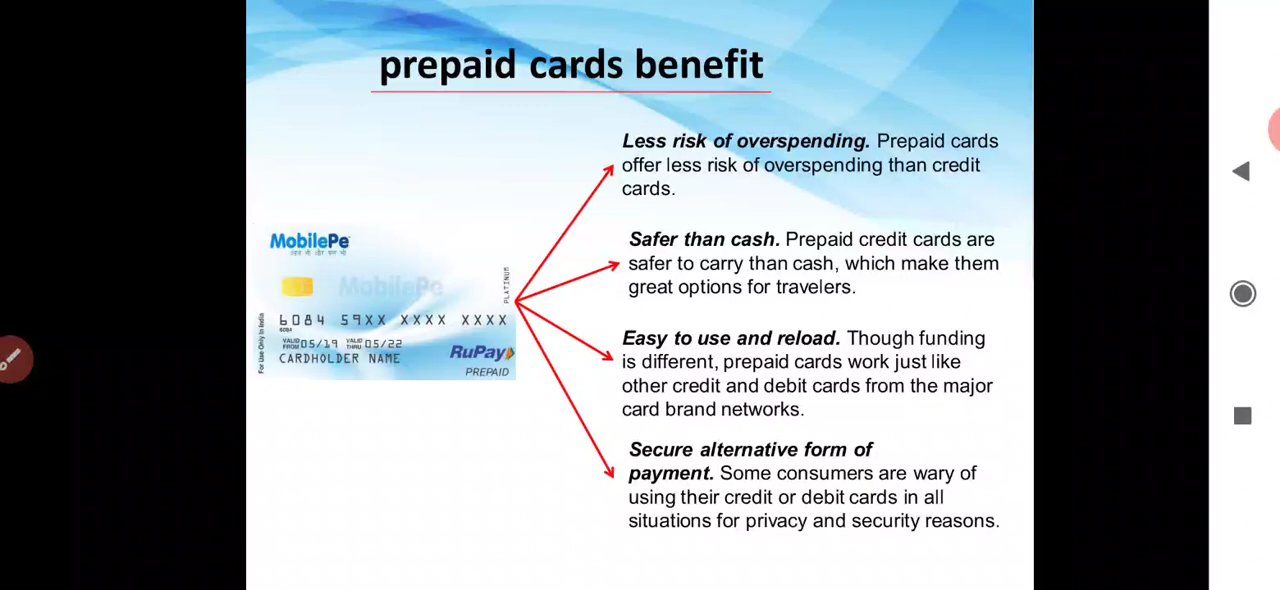 prepaid cards benefit
Less risk of overspending. Prepaid cards
offer less risk of overspending than credit
cards.
Safer than cash. Prepaid credit cards are
safer to carry than cash, which make them
great options for travelers.
Easy to use and reload. Though funding
is different, prepaid cards work just like
other credit and debit cards from the major
card brand networks.
Secure alternative form of
payment. Some consumers are wary of
using their credit or debit cards in all
situations for privacy and security reasons.
MobilePe
MobilePe
PLATINUM
For Use Only In India
6084 59XX XXXX XXXX
6084
VALID FROM 05/19 VALID THRU 05/22
CARDHOLDER NAME
RuPay
PREPAID